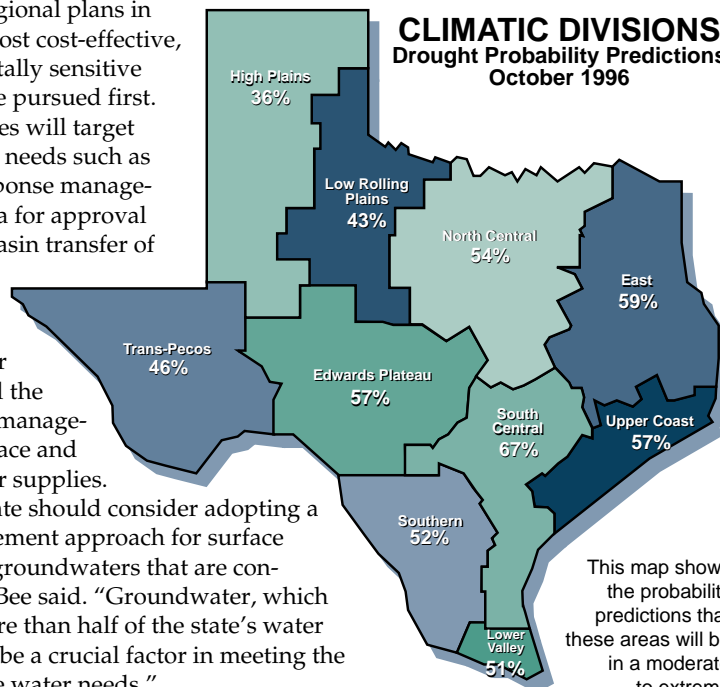 gional plans in
ost cost-effective,
tally sensitive
e pursued first.
es will target
needs such as
ponse manage-
a for approval
asin transfer of
r
l the
manage-
ace and
r supplies.
ate should consider adopting a
ement approach for surface
groundwaters that are con-
Bee said. “Groundwater, which
re than half of the state’s water
be a crucial factor in meeting the
e water needs.”
CLIMATIC DIVISIONS
Drought Probability Predictions
October 1996
High Plains
36%
Low Rolling
Plains
43%
North Central
54%
East
59%
Trans-Pecos
46%
Edwards Plateau
57%
South
Central
67%
Upper Coast
57%
Southern
52%
Lower
Valley
51%
This map show
the probabilit
predictions tha
these areas will b
in a moderat
to extrem